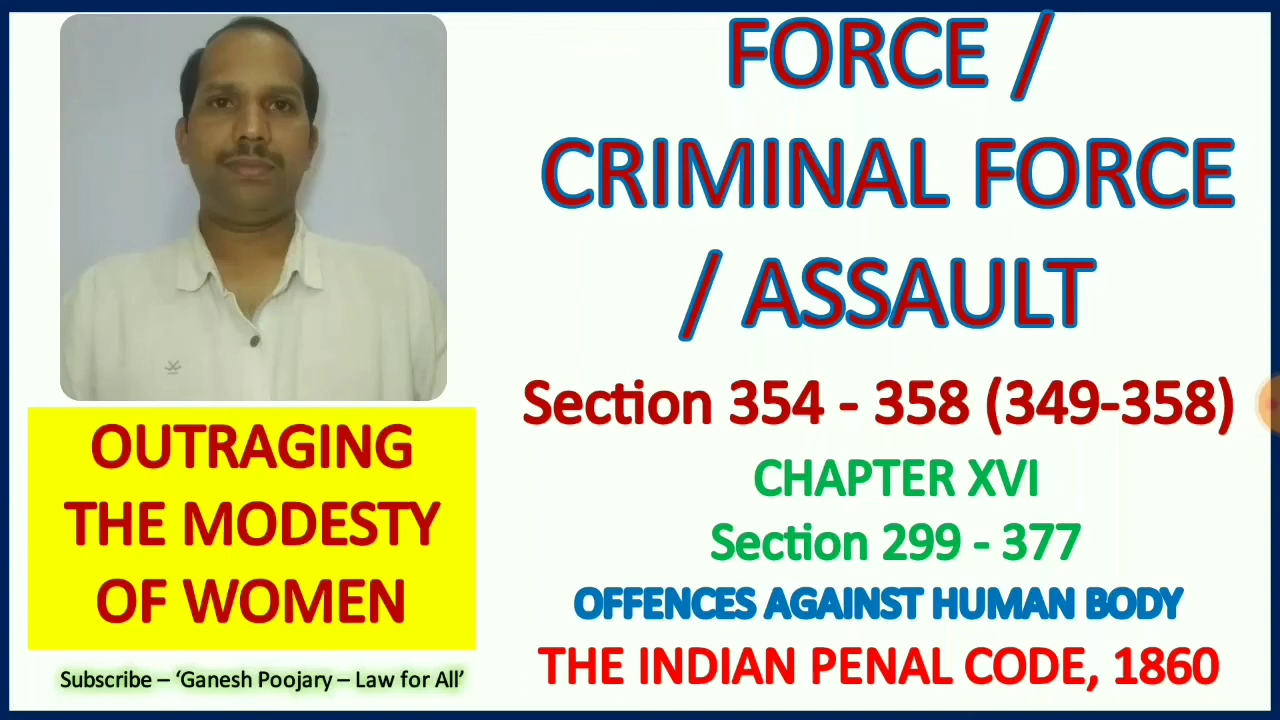 FORCE /
CRIMINAL FORCE
/ ASSAULT
Section 354 - 358 (349-358)
CHAPTER XVI
Section 299 - 377
OFFENCES AGAINST HUMAN BODY
THE INDIAN PENAL CODE, 1860
OUTRAGING
THE MODESTY
OF WOMEN
Subscribe – ‘Ganesh Poojary – Law for All’